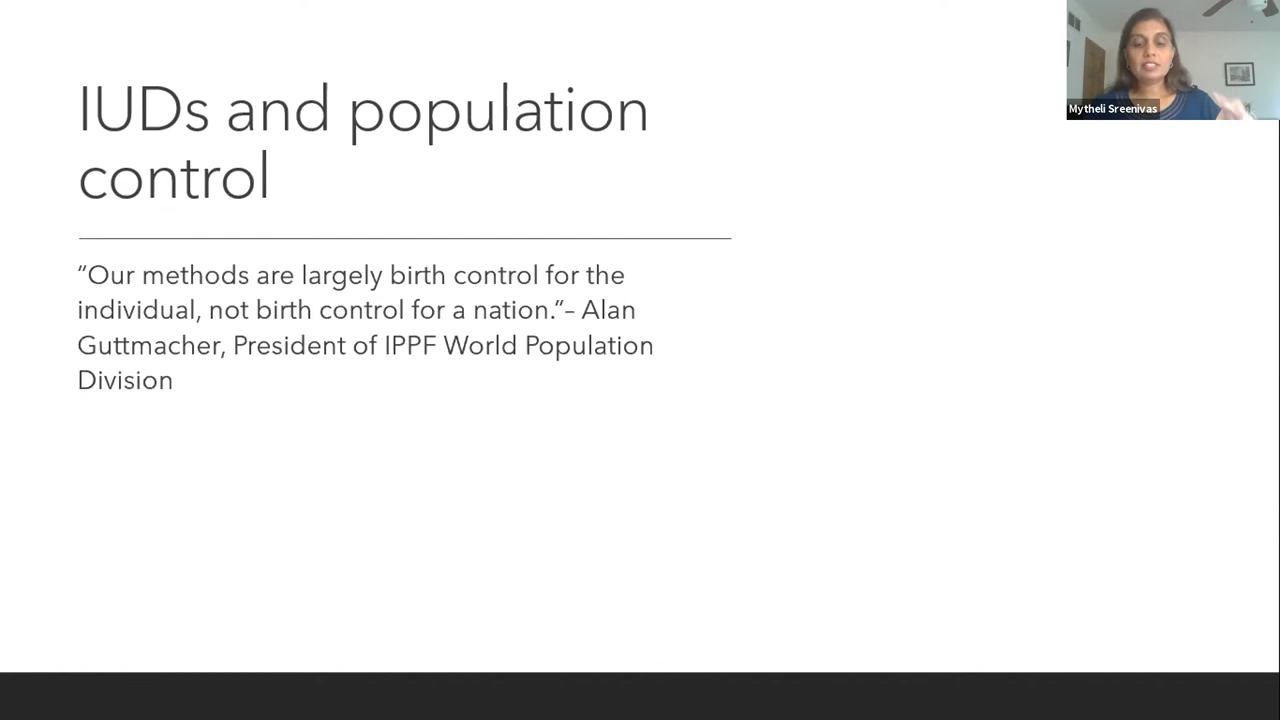 IUDs and population
control
“Our methods are largely birth control for the
individual, not birth control for a nation.”– Alan
Guttmacher, President of IPPF World Population
Division
Mytheli Sreenivas